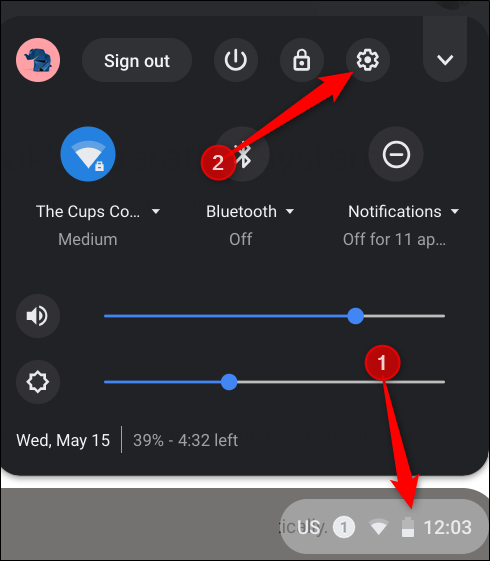 Sign out
2
The Cups Co... Bluetooth Notifications
Medium Off Off for 11 ap...
1
Wed, May 15 39% - 4:32 left
tically. US 1 12:03